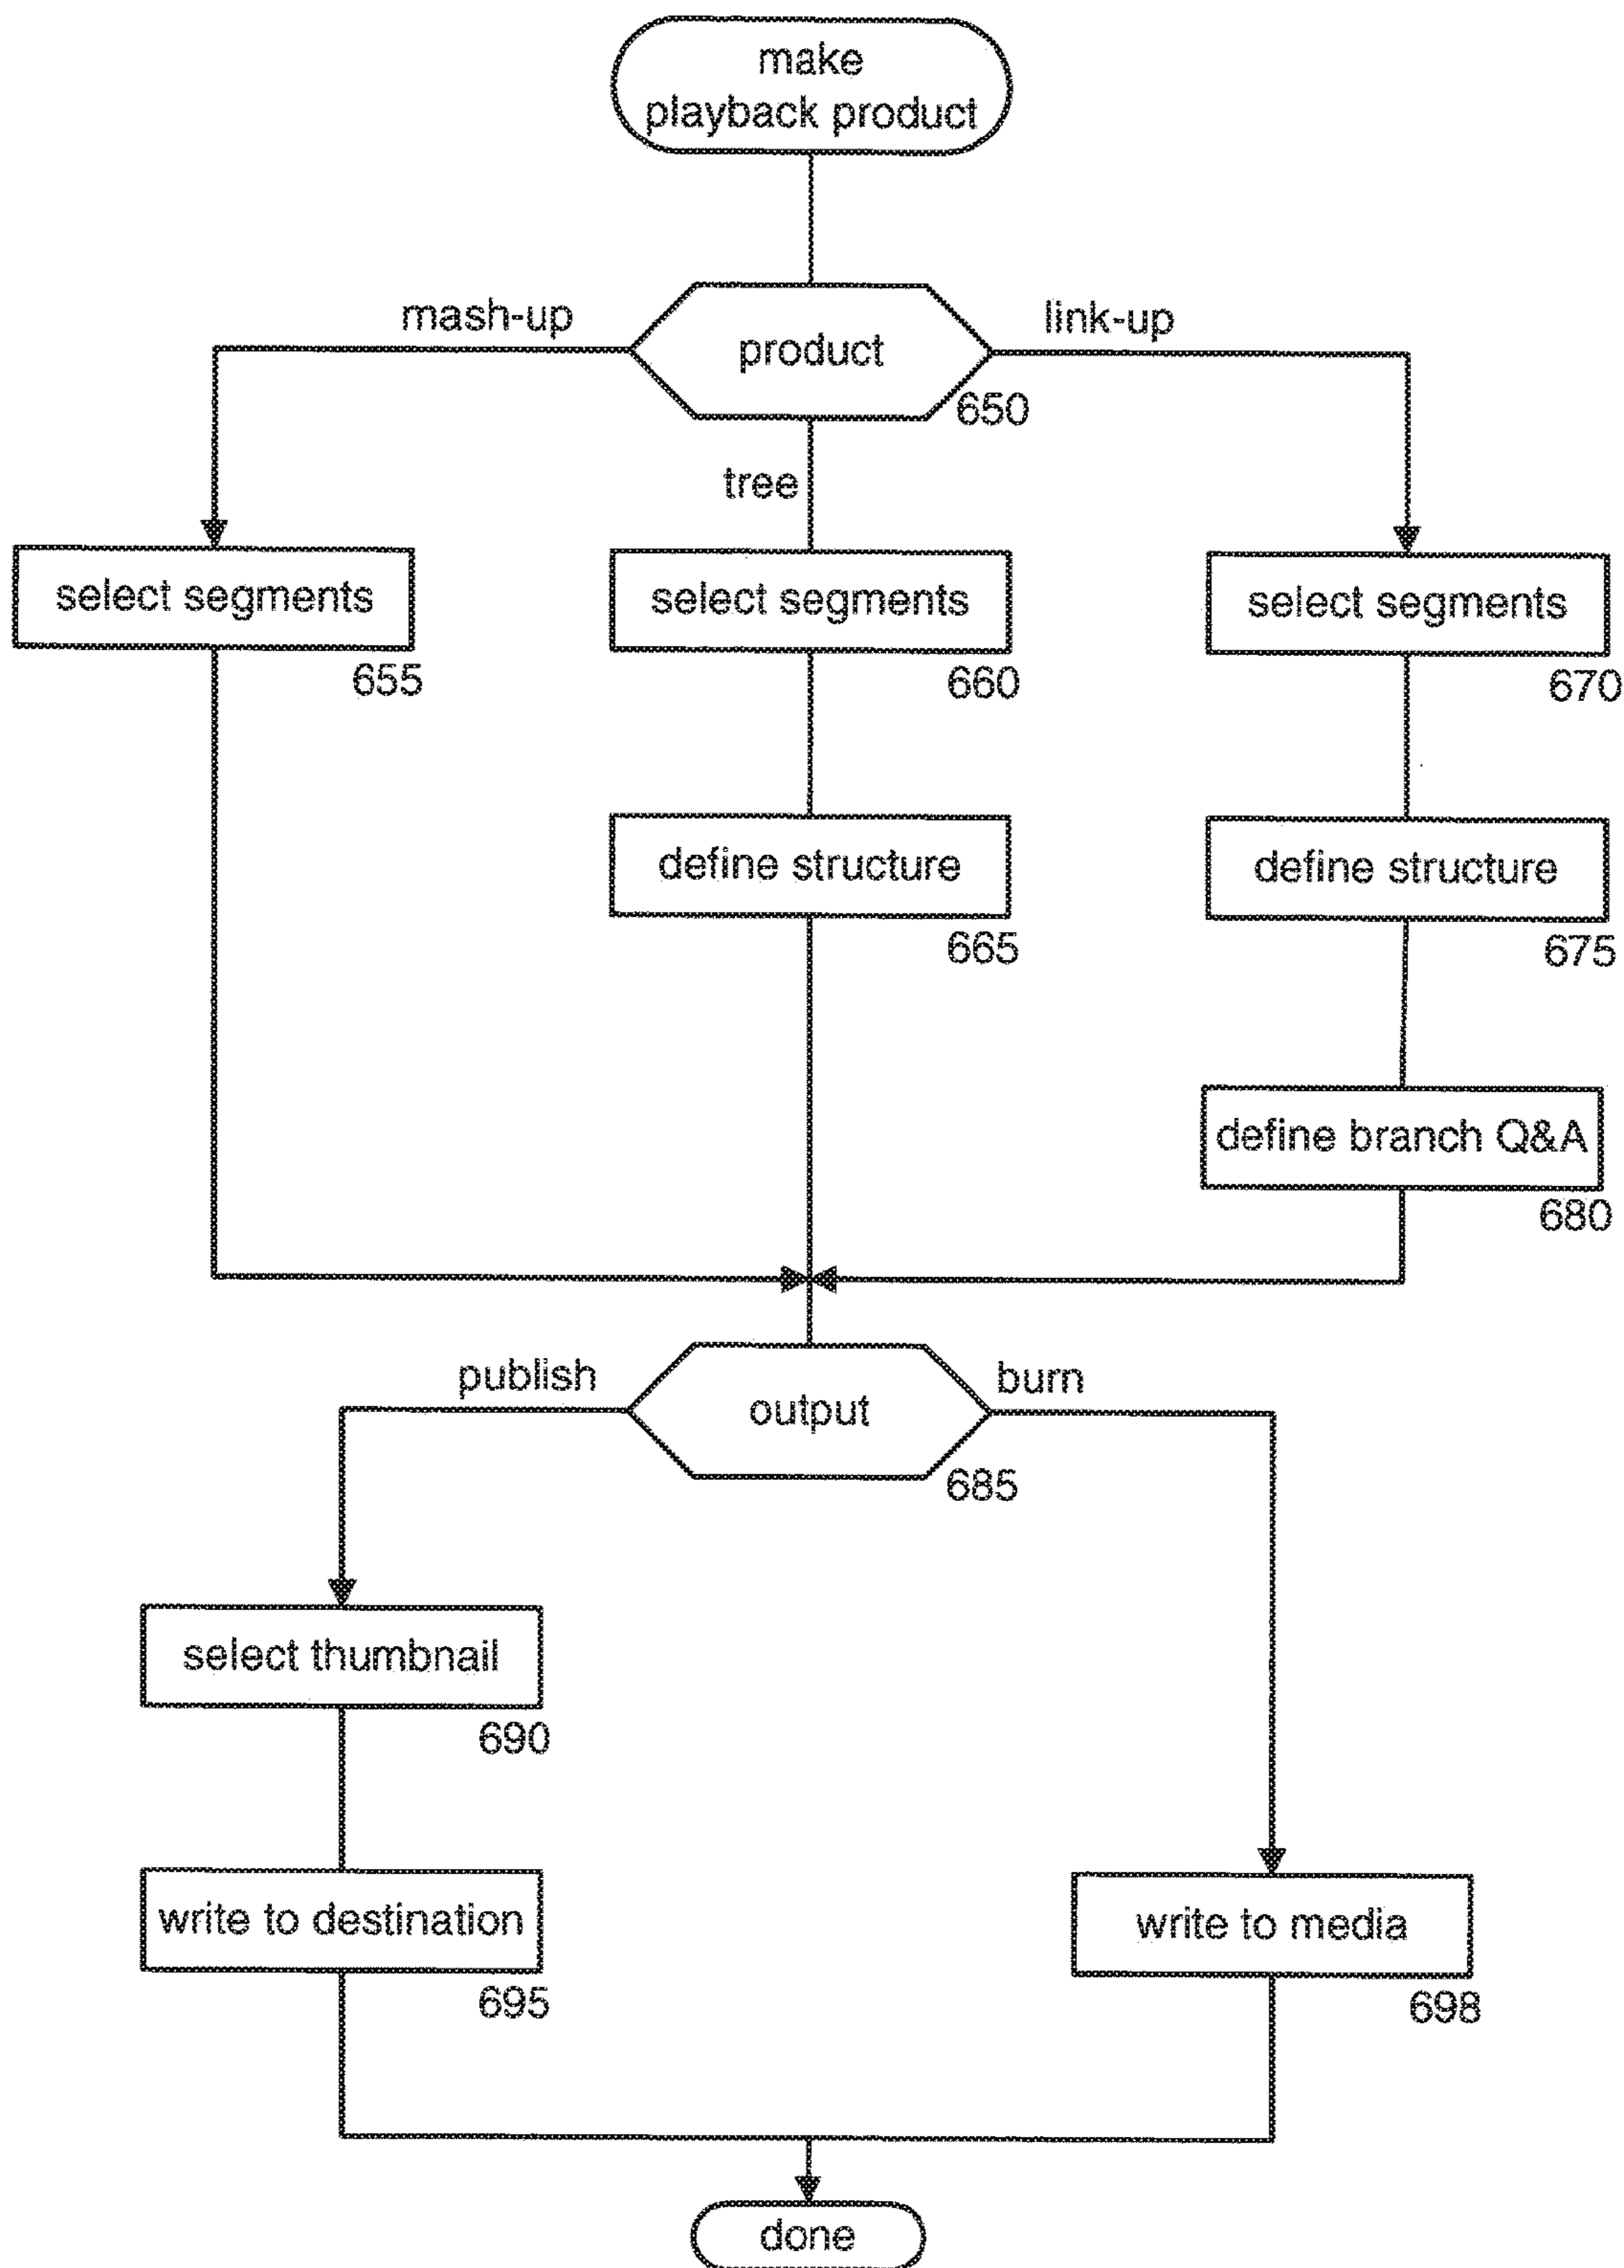 make
playback product
mash-up
link-up
product
650
tree
select segments
655
select segments
660
select segments
670
define structure
665
define structure
675
define branch Q&A
680
publish
burn
output
685
select thumbnail
690
write to destination
695
write to media
698
done